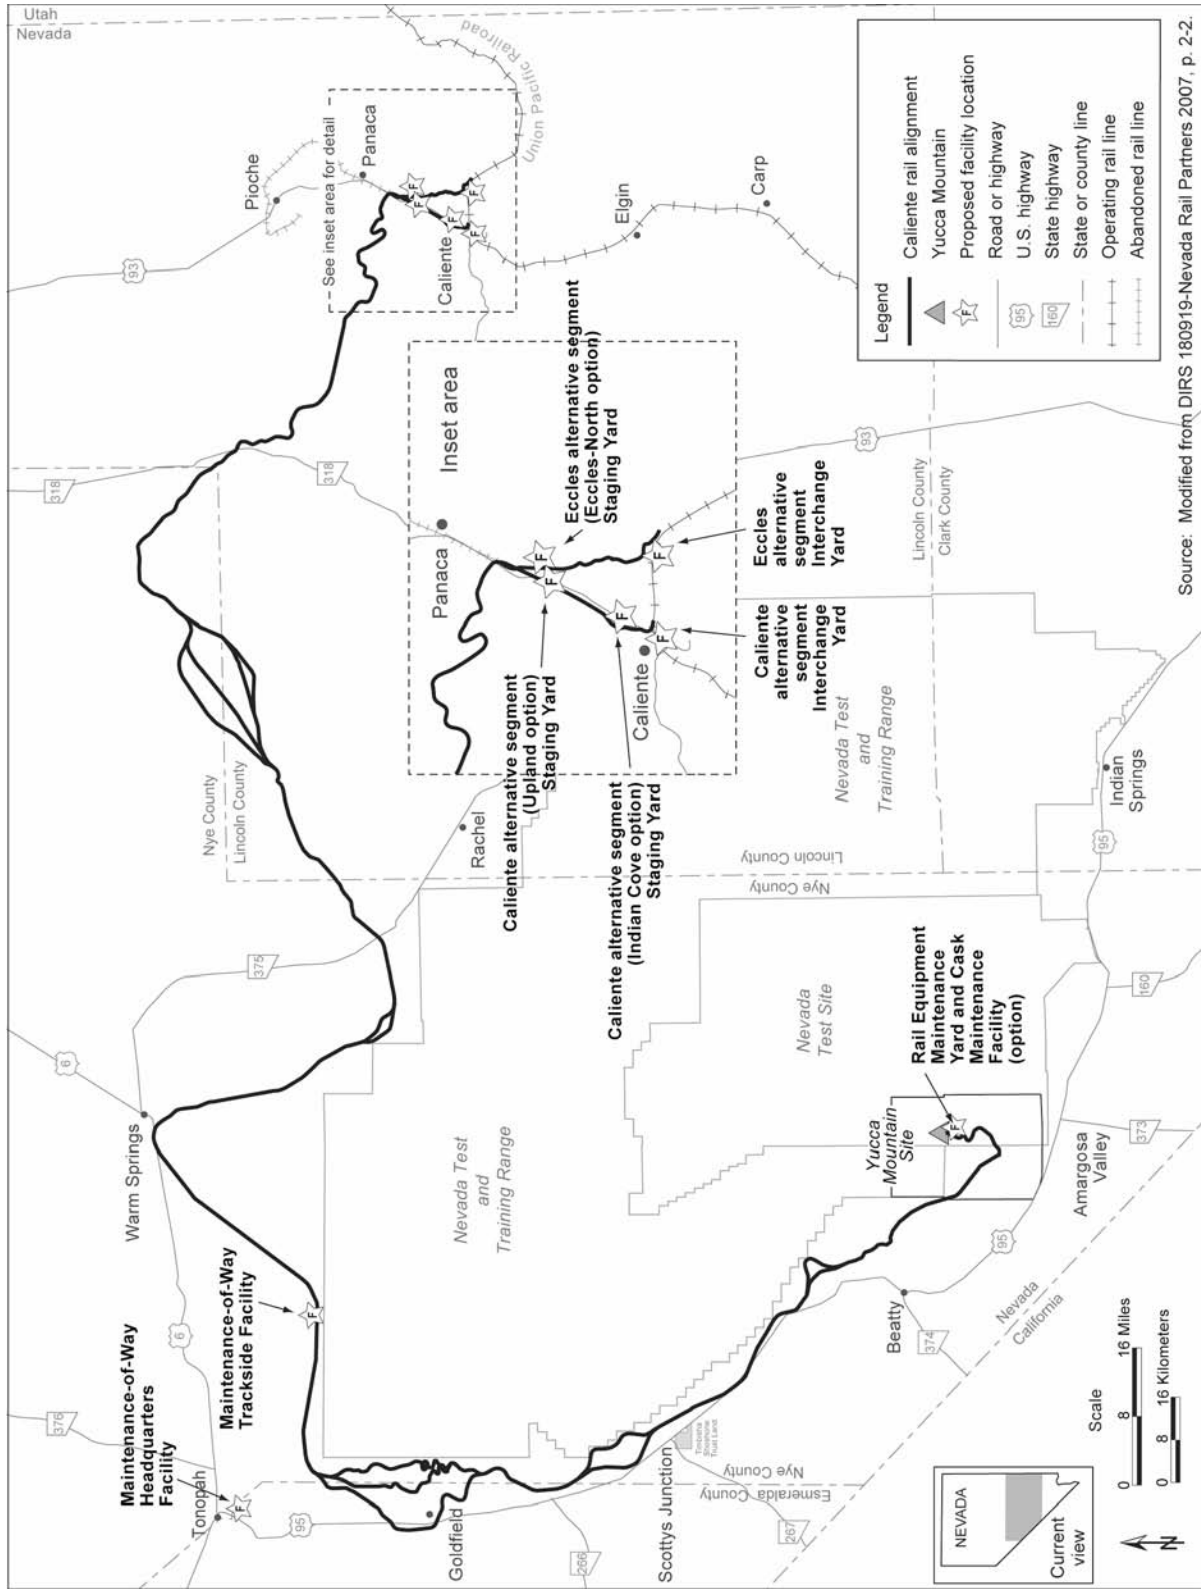 Utah
Nevada
Pioche
Panaca
93
See inset area for detail
Union Pacific Railroad
Caliente
Elgin
Carp
318
318
Inset area
Panaca
Eccles alternative segment
(Eccles-North option)
Staging Yard
Caliente alternative segment
(Upland option)
Staging Yard
Caliente
Caliente alternative segment
(Indian Cove option)
Staging Yard
Caliente
alternative
segment
Interchange
Yard
Eccles
alternative
segment
Interchange
Yard
93
Lincoln County
Clark County
Nye County
Lincoln County
Rachel
375
6
Warm Springs
Nye County
Lincoln County
Nevada Test
and
Training Range
Indian
Springs
95
Nevada
Test Site
Rail Equipment
Maintenance
Yard and Cask
Maintenance
Facility
(option)
Yucca
Mountain
Site
160
373
Amargosa
Valley
95
Nevada
California
Beatty
374
Nevada Test
and
Training Range
Maintenance-of-Way
Trackside Facility
Maintenance-of-Way
Headquarters
Facility
376
6
Tonopah
95
Goldfield
266
Scottys Junction
267
Timbisha
Shoshone
Trust Land
Nye County
Esmeralda County
F
F
F
F
F
F
F
F
F
F
F
Legend
Caliente rail alignment
Yucca Mountain
F Proposed facility location
Road or highway
95 U.S. highway
160 State highway
State or county line
Operating rail line
Abandoned rail line
Scale
0 8 16 Miles
0 8 16 Kilometers
NEVADA
Current
view
N
Source: Modified from DIRS 180919-Nevada Rail Partners 2007, p. 2-2.